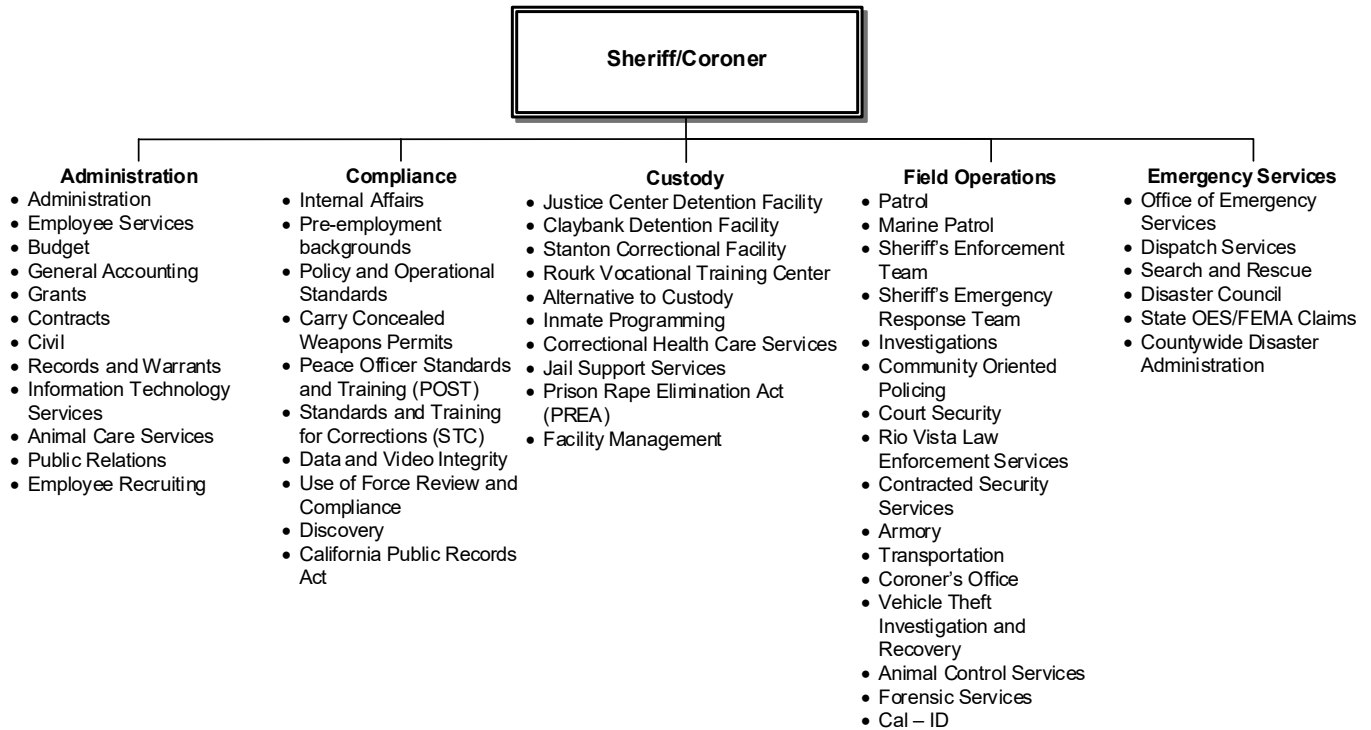 Sheriff/Coroner
Administration
• Administration
• Employee Services
• Budget
• General Accounting
• Grants
• Contracts
• Civil
• Records and Warrants
• Information Technology
Services
• Animal Care Services
• Public Relations
• Employee Recruiting
Compliance
• Internal Affairs
• Pre-employment
backgrounds
• Policy and Operational
Standards
• Carry Concealed
Weapons Permits
• Peace Officer Standards
and Training (POST)
• Standards and Training
for Corrections (STC)
• Data and Video Integrity
• Use of Force Review and
Compliance
• Discovery
• California Public Records
Act
Custody
• Justice Center Detention Facility
• Claybank Detention Facility
• Stanton Correctional Facility
• Rourk Vocational Training Center
• Alternative to Custody
• Inmate Programming
• Correctional Health Care Services
• Jail Support Services
• Prison Rape Elimination Act
(PREA)
• Facility Management
Field Operations
• Patrol
• Marine Patrol
• Sheriff's Enforcement
Team
• Sheriff's Emergency
Response Team
• Investigations
• Community Oriented
Policing
• Court Security
• Rio Vista Law
Enforcement Services
• Contracted Security
Services
• Armory
• Transportation
• Coroner's Office
• Vehicle Theft
Investigation and
Recovery
• Animal Control Services
• Forensic Services
• Cal – ID
Emergency Services
• Office of Emergency
Services
• Dispatch Services
• Search and Rescue
• Disaster Council
• State OES/FEMA Claims
• Countywide Disaster
Administration